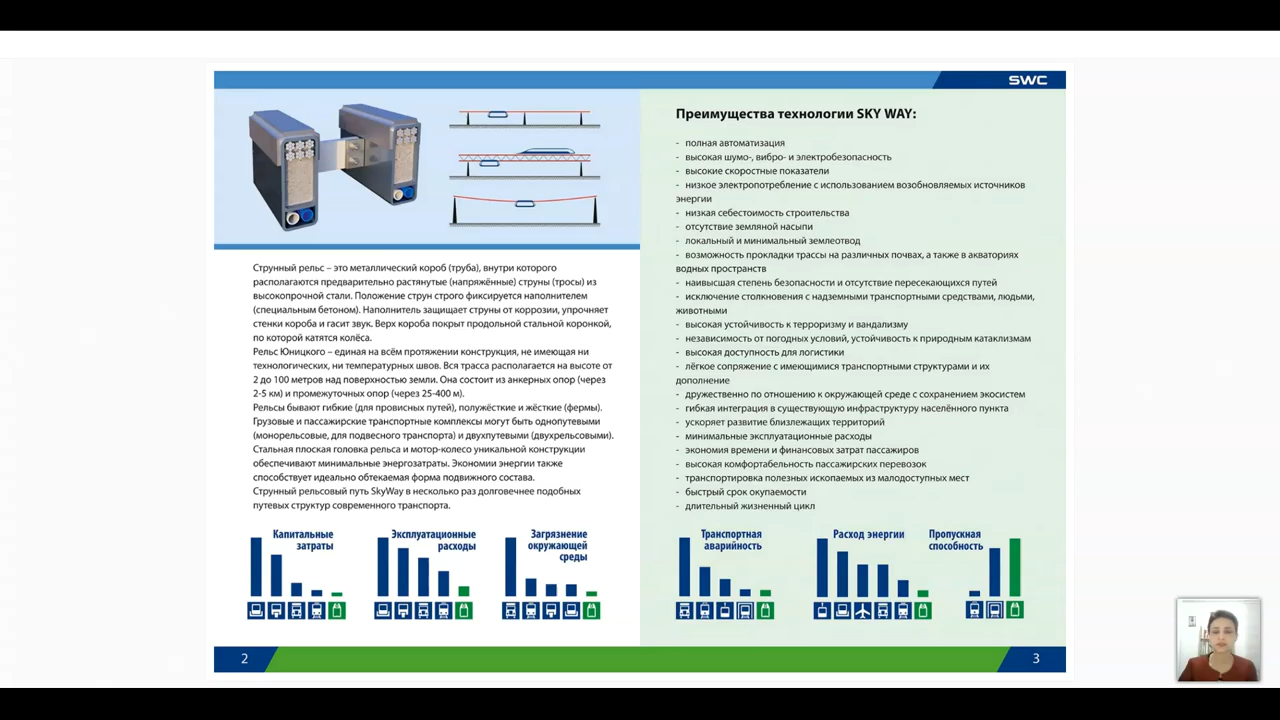 SWC
Струнный рельс – это металлический короб (труба), внутри которого
располагаются предварительно растянутые (напряжённые) струны (тросы) из
высокопрочной стали. Положение струн строго фиксируется наполнителем
(специальным бетоном). Наполнитель защищает струны от коррозии, упрочняет
стенки короба и гасит звук. Верх короба покрыт продольной стальной коронкой,
по которой катятся колёса.
Рельс Юницкого – единая на всём протяжении конструкция, не имеющая ни
технологических, ни температурных швов. Вся трасса располагается на высоте от
2 до 100 метров над поверхностью земли. Она состоит из анкерных опор (через
2-5 км) и промежуточных опор (через 25-400 м).
Рельсы бывают гибкие (для провисных путей), полужёсткие и жёсткие (фермы).
Грузовые и пассажирские транспортные комплексы могут быть однопутевыми
(монорельсовые, для подвесного транспорта) и двухпутевыми (двухрельсовыми).
Стальная плоская головка рельса и мотор-колесо уникальной конструкции
обеспечивают минимальные энергозатраты. Экономии энергии также
способствует идеально обтекаемая форма подвижного состава.
Струнный рельсовый путь SkyWay в несколько раз долговечнее подобных
путевых структур современного транспорта.
Капитальные
затраты
Эксплуатационные
расходы
Загрязнение
окружающей
среды
2
Преимущества технологии SKY WAY:
- полная автоматизация
- высокая шумо-, вибро- и электробезопасность
- высокие скоростные показатели
- низкое электропотребление с использованием возобновляемых источников
энергии
- низкая себестоимость строительства
- отсутствие земляной насыпи
- локальный и минимальный землеотвод
- возможность прокладки трассы на различных почвах, а также в акваториях
водных пространств
- наивысшая степень безопасности и отсутствие пересекающихся путей
- исключение столкновения с надземными транспортными средствами, людьми,
животными
- высокая устойчивость к терроризму и вандализму
- независимость от погодных условий, устойчивость к природным катаклизмам
- высокая доступность для логистики
- лёгкое сопряжение с имеющимися транспортными структурами и их
дополнение
- дружественно по отношению к окружающей среде с сохранением экосистем
- гибкая интеграция в существующую инфраструктуру населённого пункта
- ускоряет развитие близлежащих территорий
- минимальные эксплуатационные расходы
- экономия времени и финансовых затрат пассажиров
- высокая комфортабельность пассажирских перевозок
- транспортировка полезных ископаемых из малодоступных мест
- быстрый срок окупаемости
- длительный жизненный цикл
Транспортная
аварийность
Расход энергии
Пропускная
способность
3